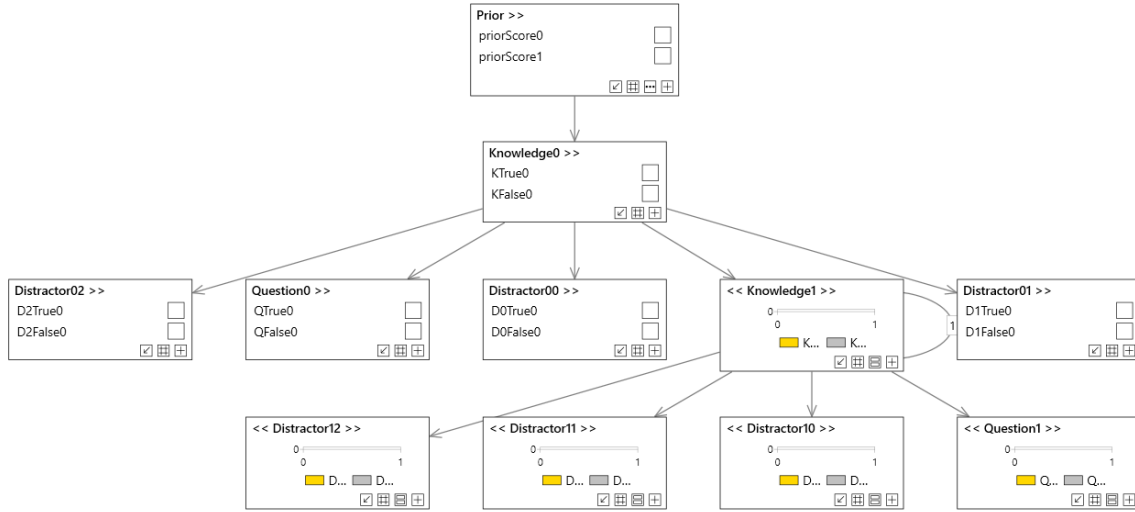 Prior >>
priorScore0
priorScore1
Knowledge0 >>
KTrue0
KFalse0
Distractor02 >>
D2True0
D2False0
Question0 >>
QTrue0
QFalse0
Distractor00 >>
D0True0
D0False0
<< Knowledge1 >>
0
0 1
K... K...
1
Distractor01 >>
D1True0
D1False0
<< Distractor12 >>
0
0 1
D... D...
<< Distractor11 >>
0
0 1
D... D...
<< Distractor10 >>
0
0 1
D... D...
<< Question1 >>
0
0 1
Q... Q...